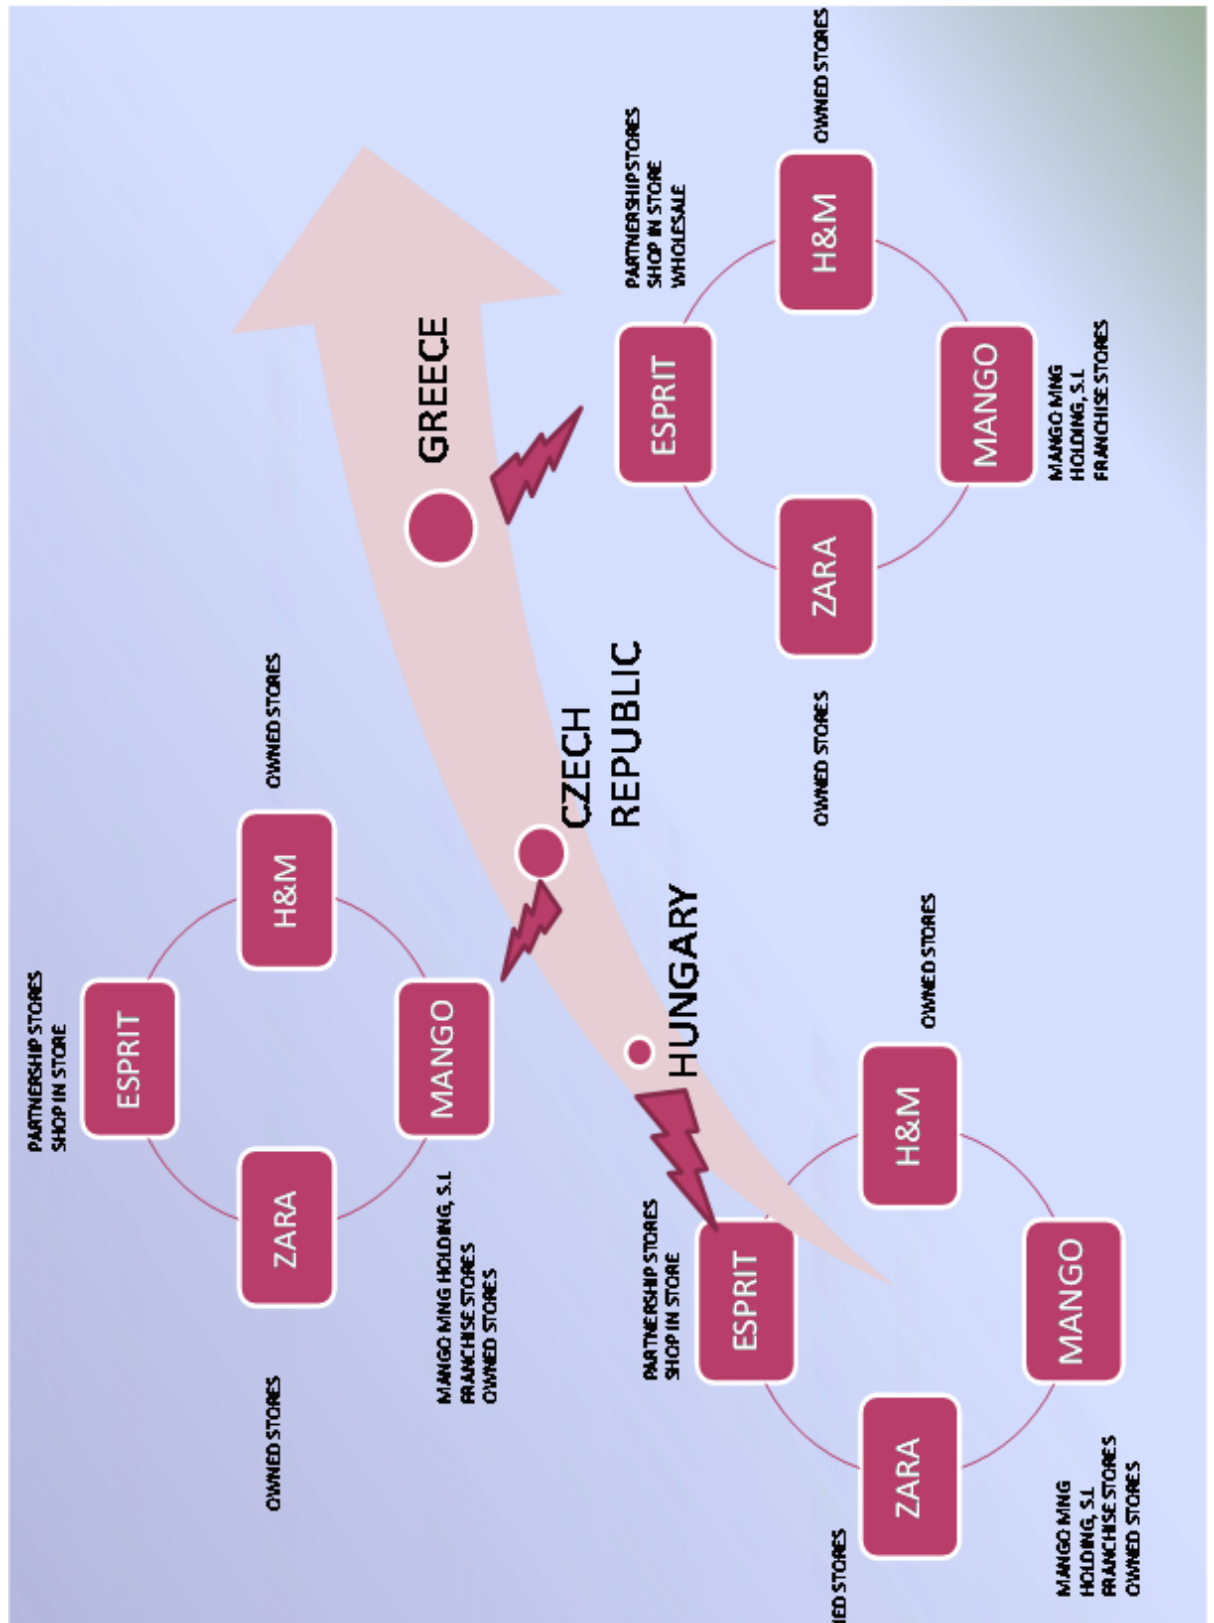 PARTNERSHIP STORES
SHOP IN STORE
ESPRIT
ZARA
H&M
MANGO
OWNED STORES
OWNED STORES
MANGO MNG HOLDING, S.L
FRANCHISE STORES
OWNED STORES
GREECE
CZECH
REPUBLIC
HUNGARY
PARTNERSHIP STORES
SHOP IN STORE
ESPRIT
ZARA
H&M
MANGO
OWNED STORES
MANGO MNG
HOLDING, S.L
FRANCHISE STORES
OWNED STORES
STORES
PARTNERSHIP STORES
SHOP IN STORE
WHOLESALE
ESPRIT
ZARA
H&M
MANGO
OWNED STORES
OWNED STORES
MANGO MNG
HOLDING, S.L
FRANCHISE STORES